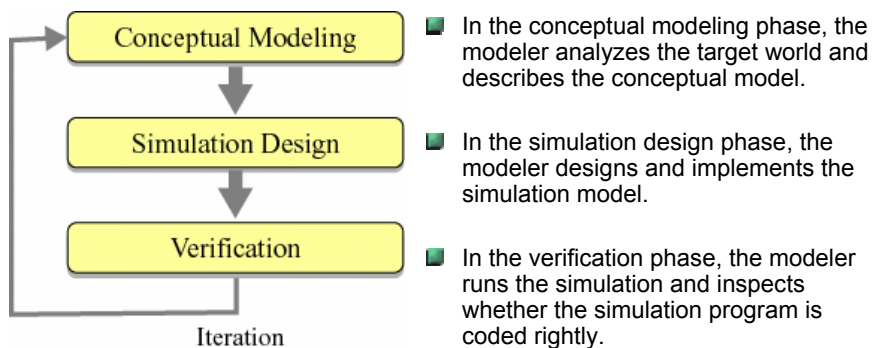 Conceptual Modeling
Simulation Design
Verification
Iteration
In the conceptual modeling phase, the
modeler analyzes the target world and
describes the conceptual model.
In the simulation design phase, the
modeler designs and implements the
simulation model.
In the verification phase, the modeler
runs the simulation and inspects
whether the simulation program is
coded rightly.